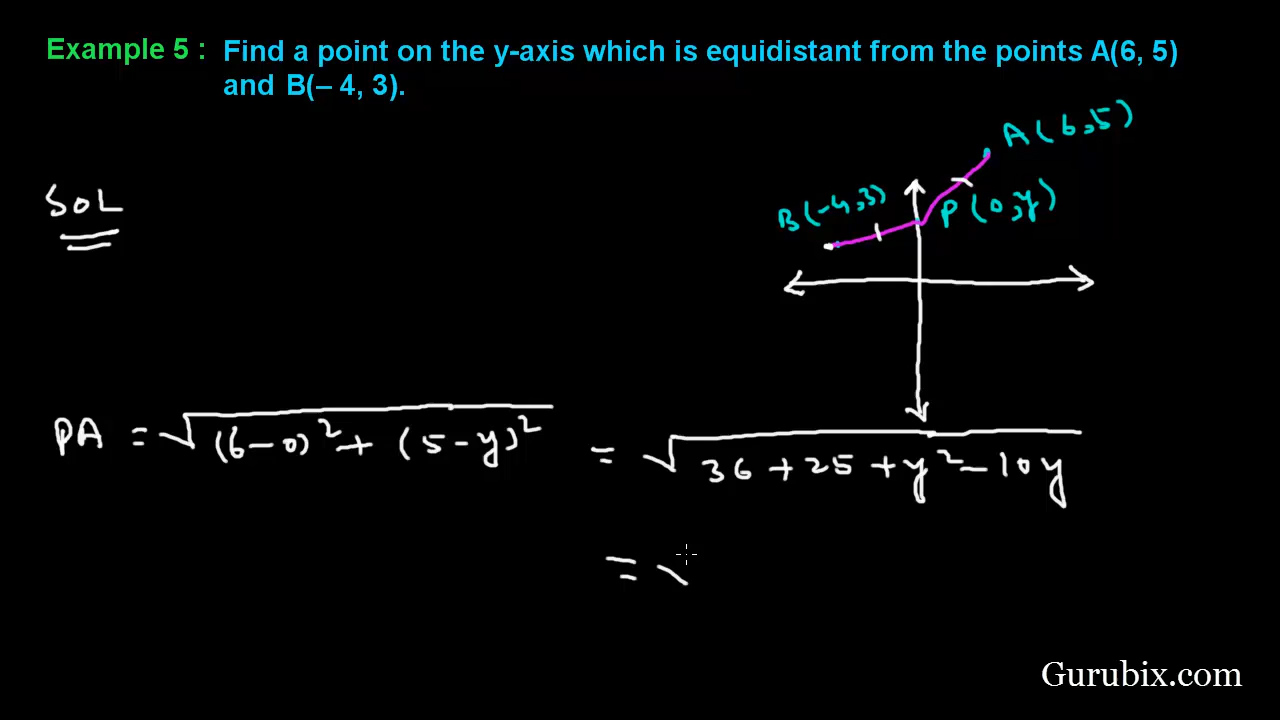 Example 5 : Find a point on the y-axis which is equidistant from the points A(6, 5)
and B(– 4, 3).
A(6,5)
SOL
B(-4,3)
P(0,y)
PA = √(6-0)² + (5-y)² = √36+25+y²-10y
= √
Gurubix.com